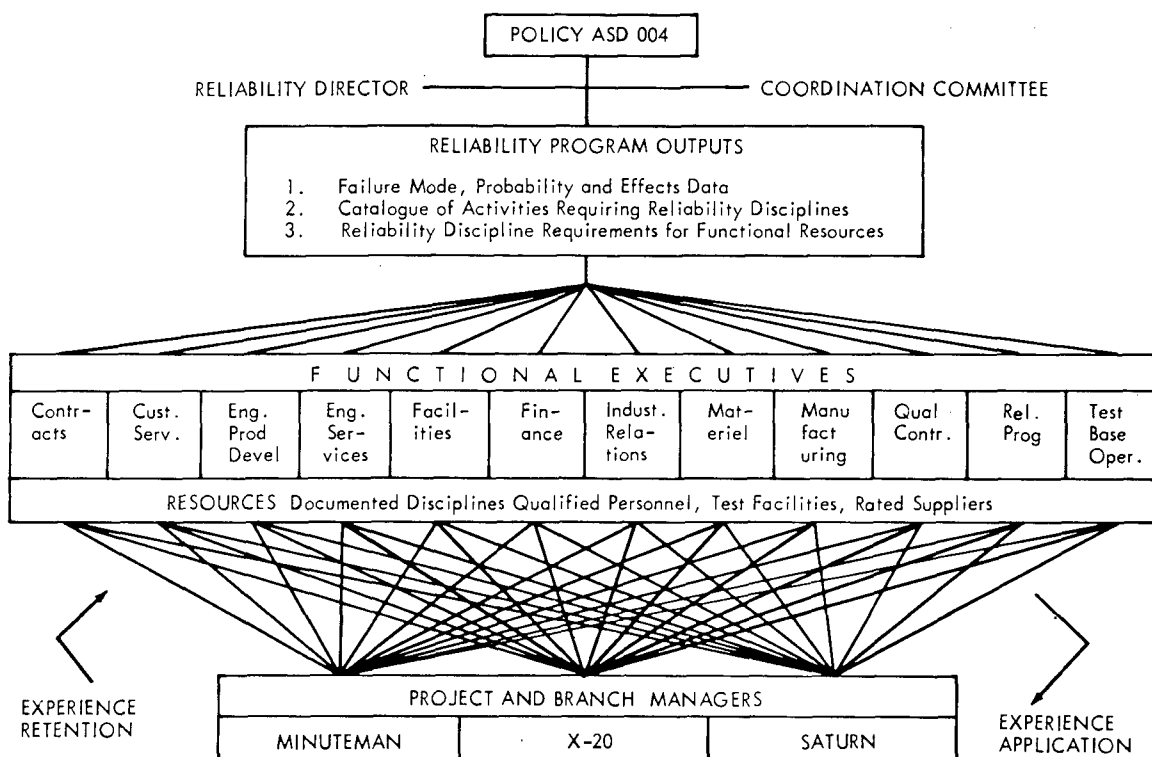 POLICY ASD 004
RELIABILITY DIRECTOR
COORDINATION COMMITTEE
RELIABILITY PROGRAM OUTPUTS
1. Failure Mode, Probability and Effects Data
2. Catalogue of Activities Requiring Reliability Disciplines
3. Reliability Discipline Requirements for Functional Resources
FUNCTIONAL EXECUTIVES
Contr-
acts
Cust.
Serv.
Eng.
Prod
Devel
Eng.
Ser-
vices
Facil-
ities
Fin-
ance
Indust.
Rela-
tions
Mat-
eriel
Manu
fact
uring
Qual
Contr.
Rel.
Prog
Test
Base
Oper.
RESOURCES Documented Disciplines Qualified Personnel, Test Facilities, Rated Suppliers
EXPERIENCE
RETENTION
PROJECT AND BRANCH MANAGERS
MINUTEMAN
X-20
SATURN
EXPERIENCE
APPLICATION